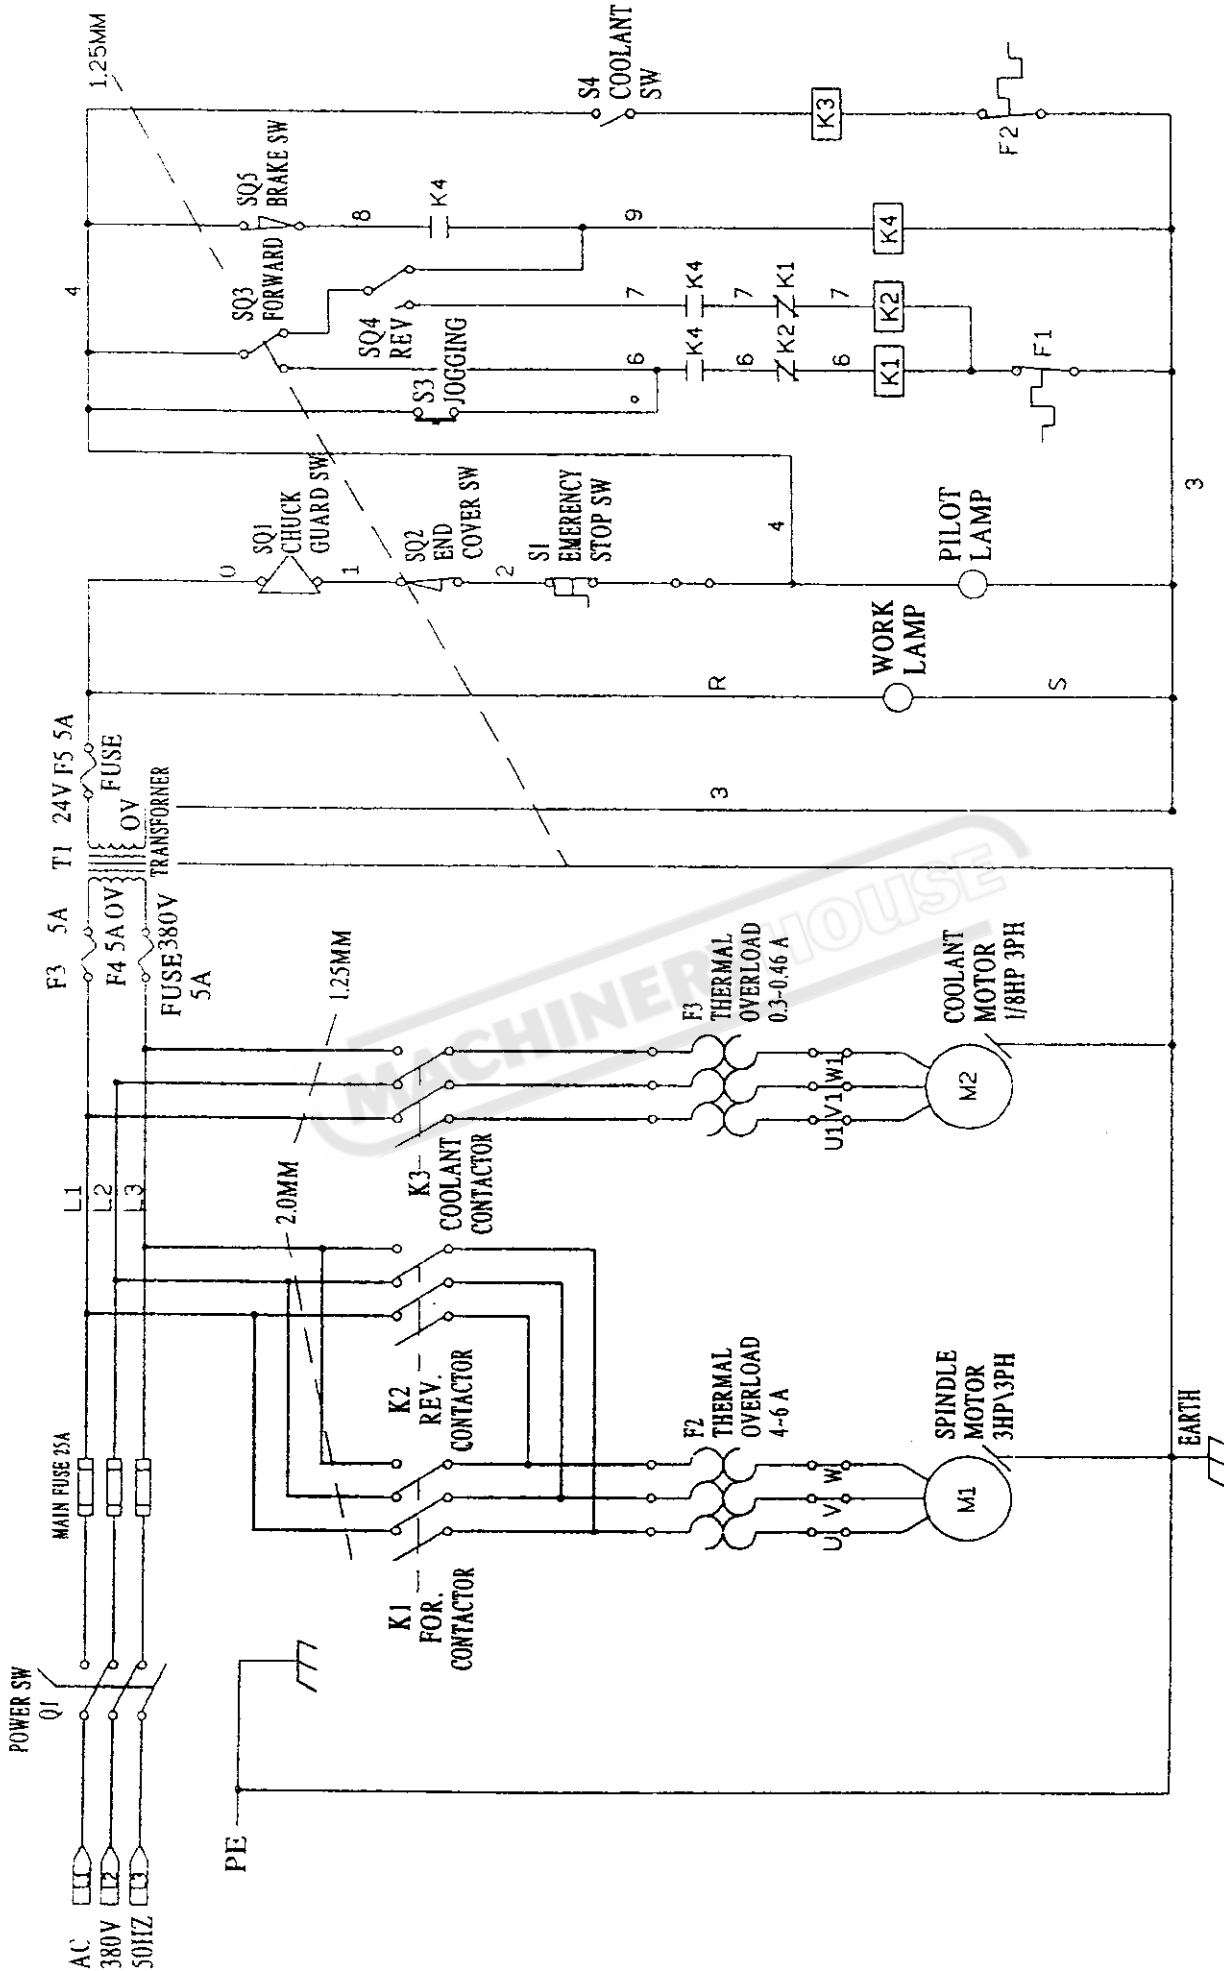 AC
380V
50HZ
L1
L2
L3
POWER SW
Q1
MAIN FUSE 25A
L1
L2
L3
F3 5A
F4 5A OV
FUSE 380V
5A
T1 24V F5 5A
FUSE
OV
TRANSFORNER
PE
K1
FOR.
CONTACTOR
K2
REV.
CONTACTOR
K3
COOLANT
CONTACTOR
2.0MM
1.25MM
F2
THERMAL
OVERLOAD
4~6 A
F3
THERMAL
OVERLOAD
0.3~0.46 A
U
V
W
U1
V1
W1
M1
SPINDLE
MOTOR
3HP\3PH
M2
COOLANT
MOTOR
1/8HP 3PH
EARTH
MACHINERYHOUSE
3
R
WORK
LAMP
S
0
SQ1
CHUCK
GUARD SW
1
SQ2
END
COVER SW
2
S1
EMERENCY
STOP SW
4
PILOT
LAMP
3
4
1.25MM
S3
JOGGING
SQ3
FORWARD
SQ4
REV
SQ5
BRAKE SW
8
K4
9
K4
6
K4
6
K2
6
K1
7
K4
7
K1
7
K2
F1
S4
COOLANT
SW
K3
F2